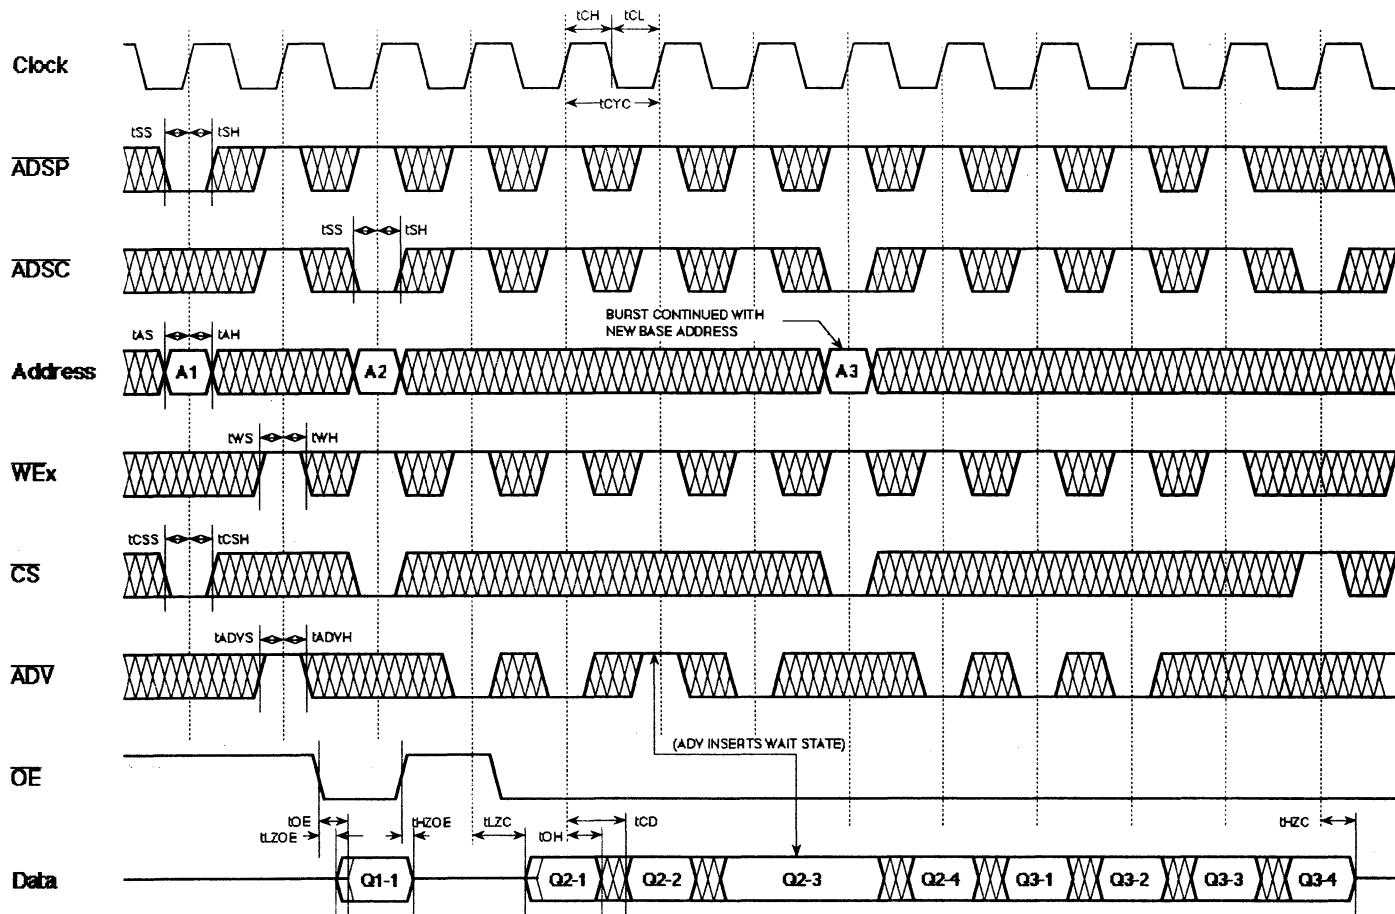 tCH tCL
Clock
tCYC
tSS tSH
ADSP
tSS tSH
ADSC
BURST CONTINUED WITH
NEW BASE ADDRESS
tAS tAH
Address A1 A2 A3
tWS tWH
WEx
tCSS tCSH
CS
tADVS tADVH
ADV
(ADV INSERTS WAIT STATE)
OE
tOE tHZOE tLZC tCD tHZC
tLZOE tOH
Data Q1-1 Q2-1 Q2-2 Q2-3 Q2-4 Q3-1 Q3-2 Q3-3 Q3-4